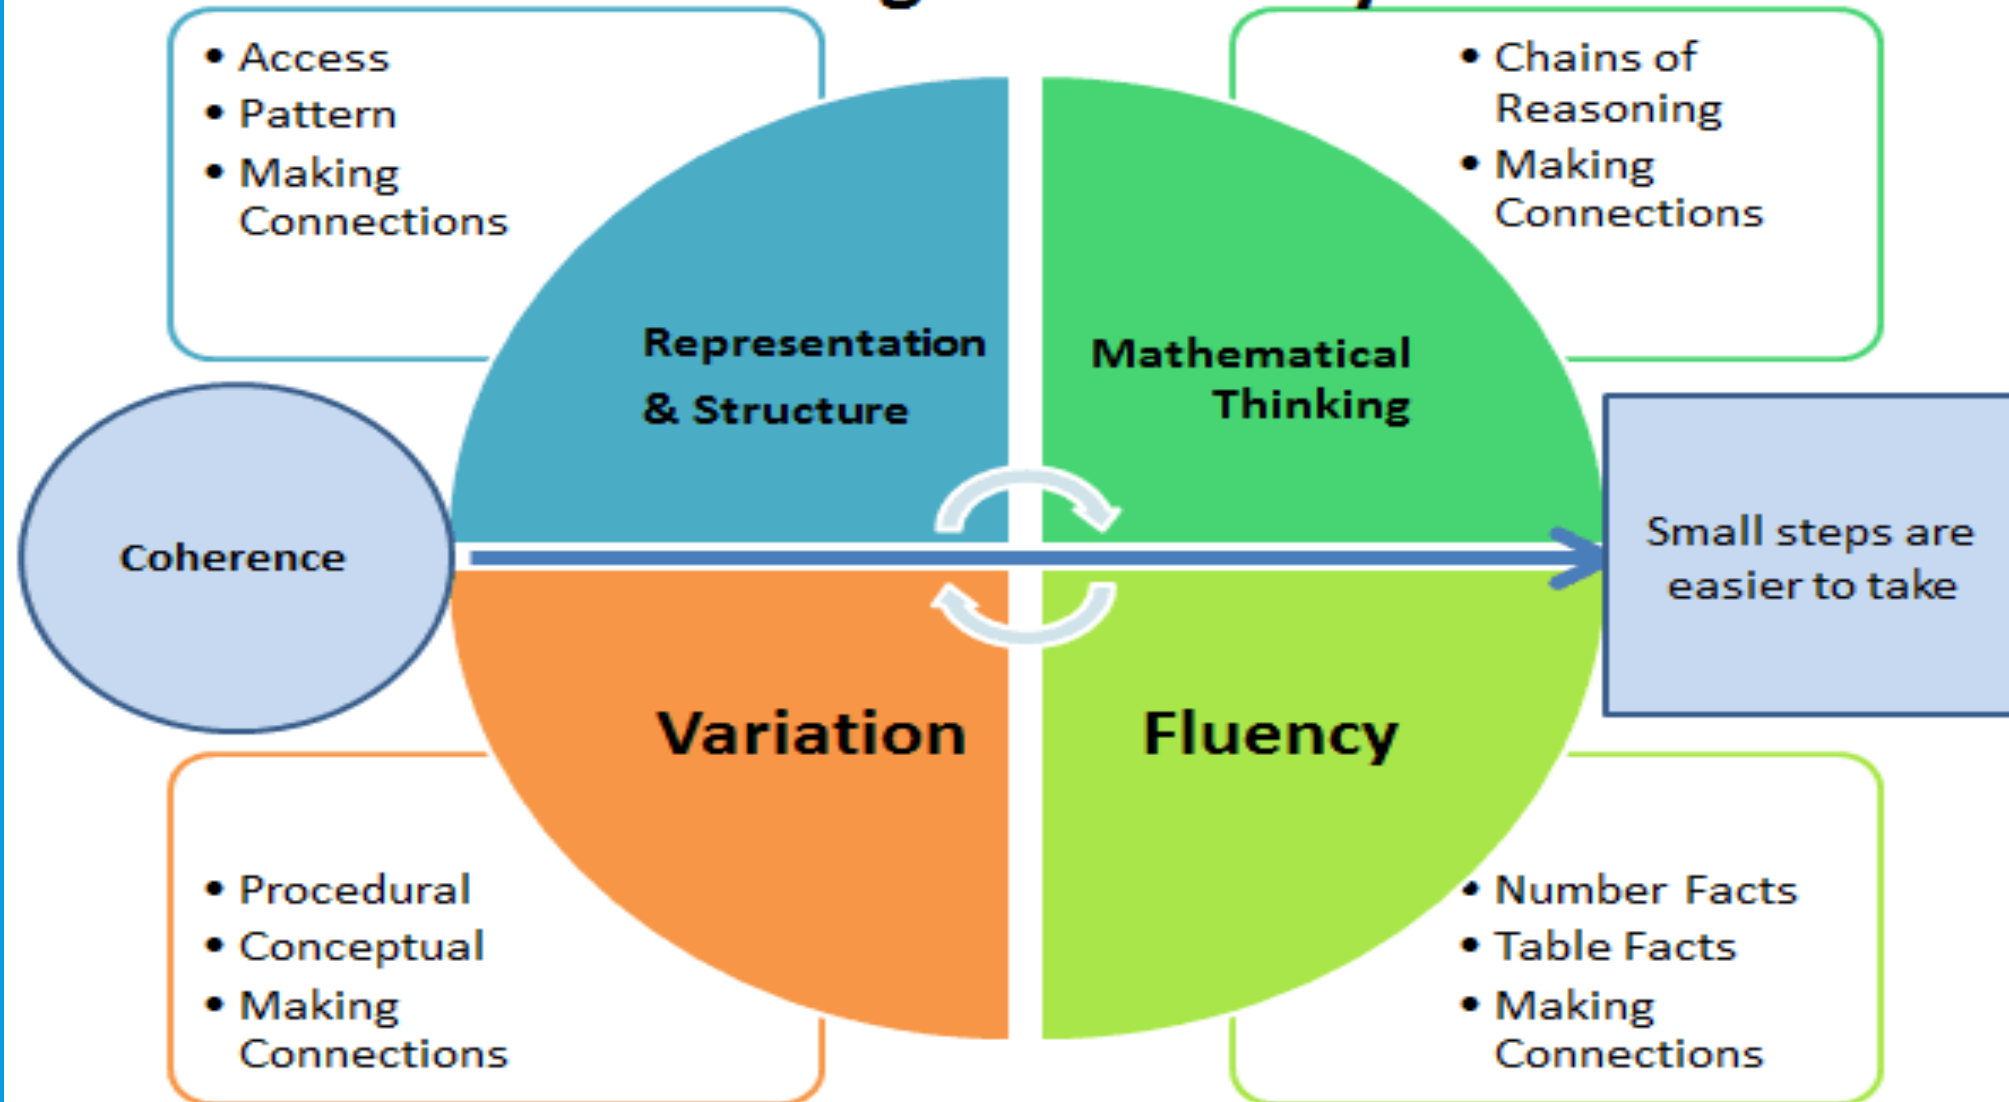 • Access
• Pattern
• Making
Connections
• Chains of
Reasoning
• Making
Connections
Representation
& Structure
Mathematical
Thinking
Coherence
Small steps are
easier to take
Variation
Fluency
• Procedural
• Conceptual
• Making
Connections
• Number Facts
• Table Facts
• Making
Connections